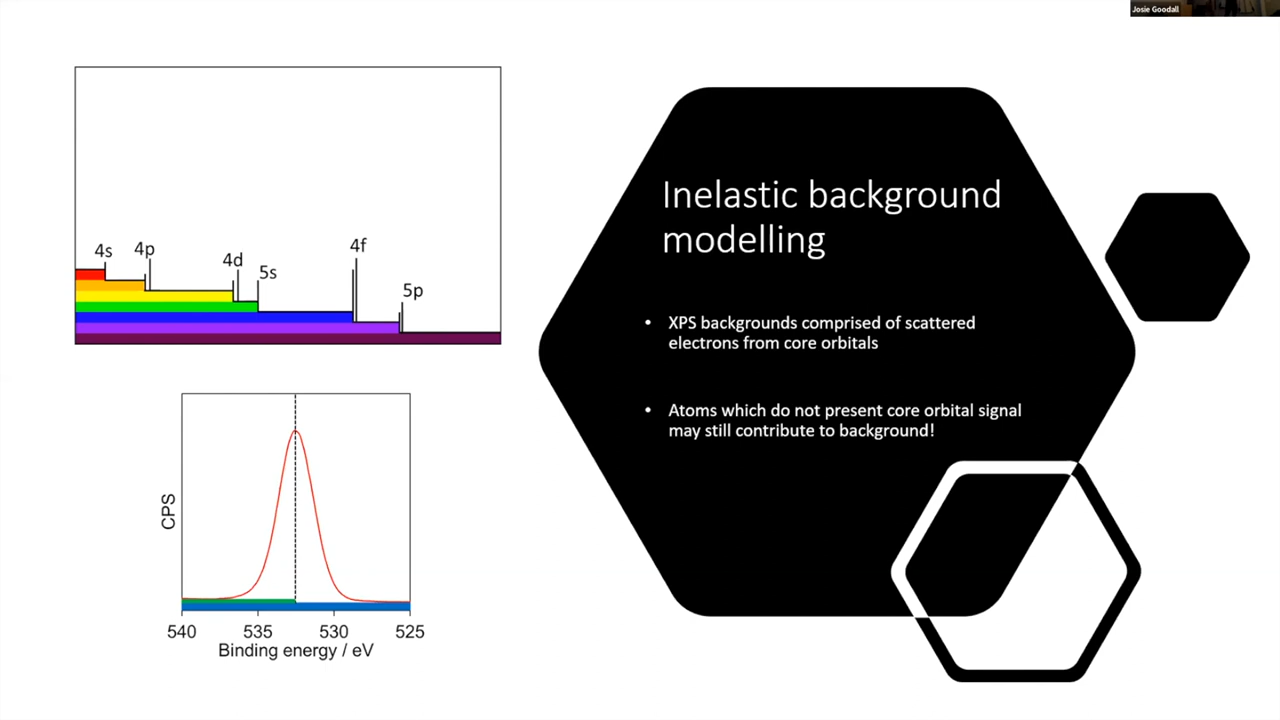 Josie Goodall
4s
4p
4d
5s
4f
5p
Inelastic background
modelling
• XPS backgrounds comprised of scattered
electrons from core orbitals
• Atoms which do not present core orbital signal
may still contribute to background!
CPS
540 535 530 525
Binding energy / eV